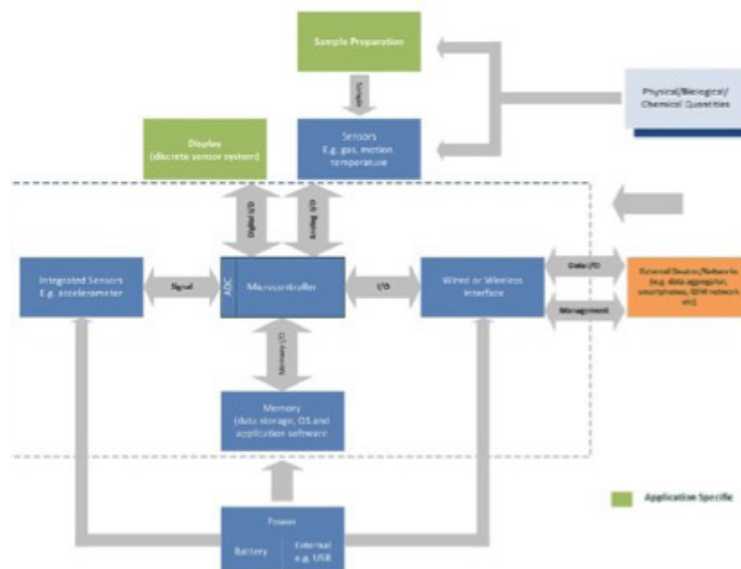 Sample Preparation
Sample
Physical/Biological/
Chemical Quantities
Display
(discrete sensor system)
Sensors
E.g. gas, motion,
temperature
Digital I/O
Analog I/O
Integrated Sensors
E.g. accelerometer
Signal
ADC
Microcontroller
I/O
Wired or Wireless
Interface
Data I/O
Management
External Device/Networks
(e.g. data aggregator,
smartphones, GSM network
etc)
Memory I/O
Memory
(data storage, OS and
application software
Power
Battery
External
e.g. USB
Application Specific